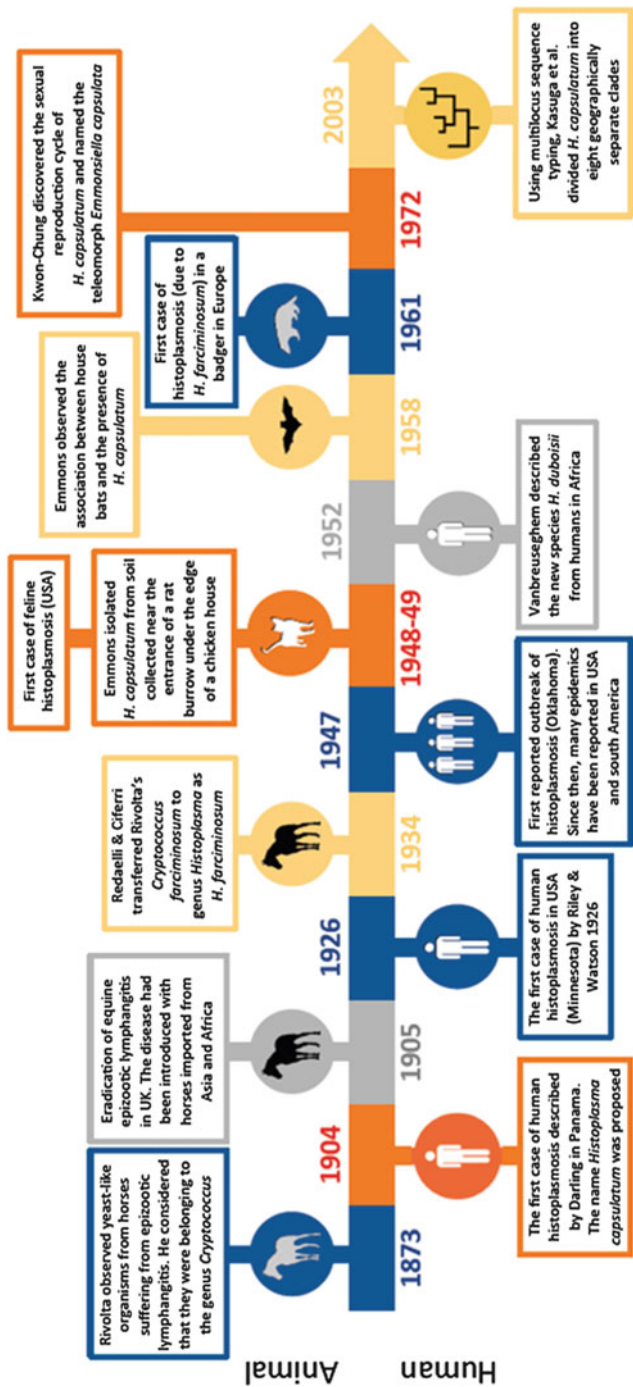 Animal
Human
Rivolta observed yeast-like
organisms from horses
suffering from epizootic
lymphangitis. He considered
that they were belonging to
the genus Cryptococcus
1873
1904
The first case of human
histoplasmosis described
by Darling in Panama.
The name Histoplasma
capsulatum was proposed
Eradication of equine
epizootic lymphangitis
in UK. The disease had
been introduced with
horses imported from
Asia and Africa
1905
1926
The first case of human
histoplasmosis in USA
(Minnesota) by Riley &
Watson 1926
Redaelli & Ciferri
transferred Rivolta's
Cryptococcus
farciminosum to
genus Histoplasma as
H. farciminosum
1934
1947
First reported outbreak of
histoplasmosis (Oklahoma).
Since then, many epidemics
have been reported in USA
and south America
First case of feline
histoplasmosis (USA)
Emmons isolated
H. capsulatum from soil
collected near the
entrance of a rat
burrow under the edge
of a chicken house
1948-49
1952
Vanbreuseghem described
the new species H. duboisii
from humans in Africa
Emmons observed the
association between house
bats and the presence of
H. capsulatum
1958
First case of
histoplasmosis (due to
H. farciminosum) in a
badger in Europe
1961
Kwon-Chung discovered the sexual
reproduction cycle of
H. capsulatum and named the
teleomorph Emmonsiella capsulata
1972
2003
Using multilocus sequence
typing, Kasuga et al.
divided H. capsulatum into
eight geographically
separate clades